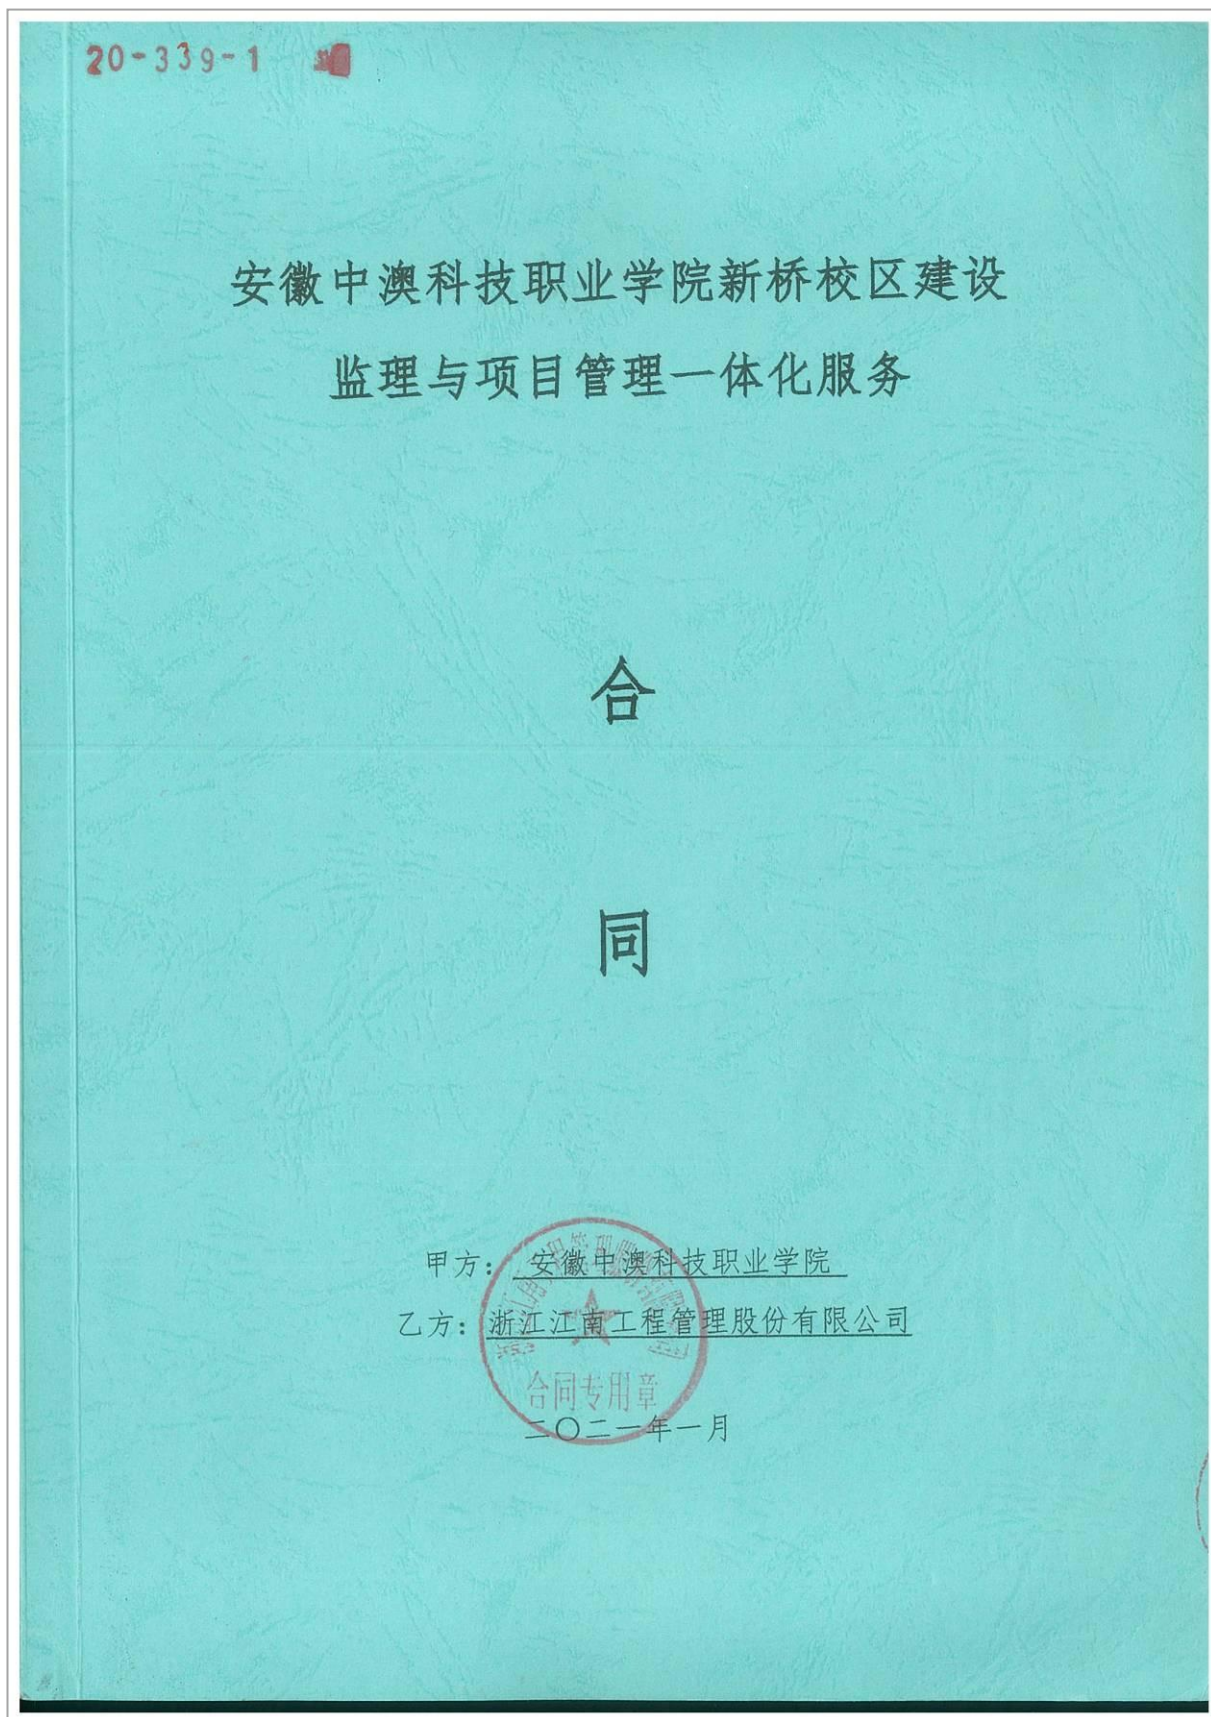 20-339-1
安徽中澳科技职业学院新桥校区建设
监理与项目管理一体化服务
合
同
甲方：安徽中澳科技职业学院
乙方：浙江江南工程管理股份有限公司
合同专用章
二〇二一年一月